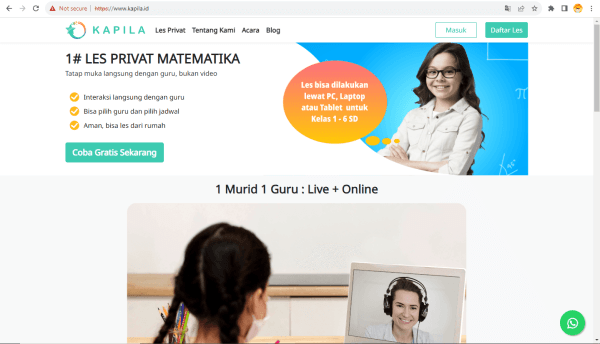 Not secure
https://www.kapila.id
KAPILA
Les Privat
Tentang Kami
Acara
Blog
Masuk
Daftar Les
1# LES PRIVAT MATEMATIKA
Tatap muka langsung dengan guru, bukan video
Interaksi langsung dengan guru
Bisa pilih guru dan pilih jadwal
Aman, bisa les dari rumah
Coba Gratis Sekarang
Les bisa dilakukan
lewat PC, Laptop
atau Tablet untuk
Kelas 1 - 6 SD
π
1 Murid 1 Guru : Live + Online